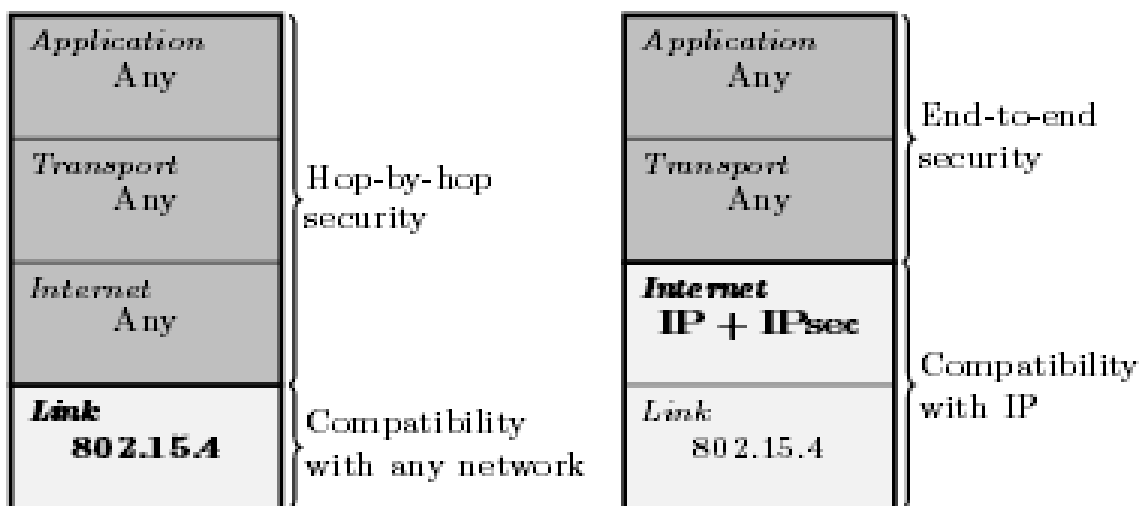 Application
Any
Transport
Any
Internet
Any
Link
802.15.4
Hop-by-hop
security
Compatibility
with any network
Application
Any
Transport
Any
Internet
IP + IPsec
Link
802.15.4
End-to-end
security
Compatibility
with IP